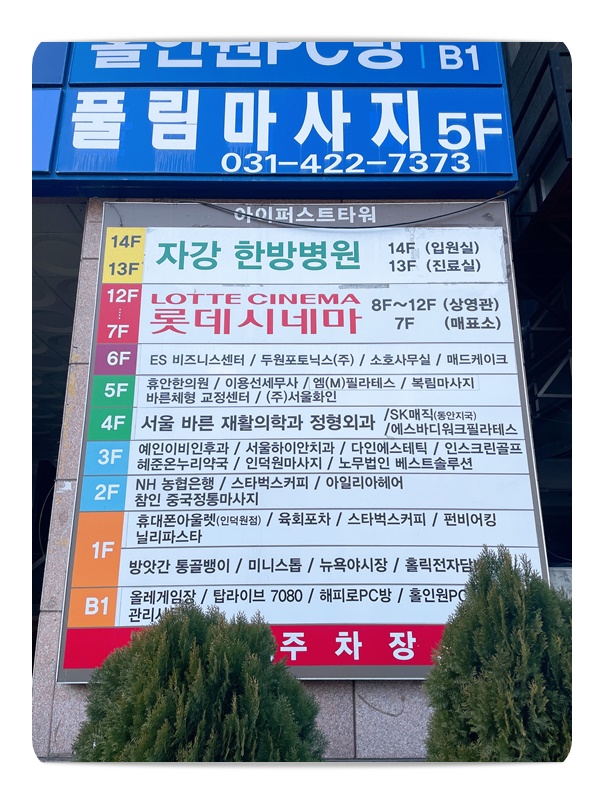 홀인원PC방 B1
풀림마사지 5F
031-422-7373
아이퍼스트타워
14F
13F
자강 한방병원
14F (입원실)
13F (진료실)
12F
7F
LOTTE CINEMA
롯데시네마
8F~12F (상영관)
7F (매표소)
6F ES 비즈니스센터 / 두원포토닉스(주) / 소호사무실 / 매드케이크
5F 휴안한의원 / 이용선세무사 / 엠(M)필라테스 / 복림마사지
바른체형 교정센터 / (주)서울화인
4F 서울 바른 재활의학과 정형외과 /SK매직(동안지국)
/에스바디워크필라테스
3F 예인이비인후과 / 서울하이안치과 / 다인에스테틱 / 인스크린골프
헤준온누리약국 / 인덕원마사지 / 노무법인 베스트솔루션
2F NH 농협은행 / 스타벅스커피 / 아일리아헤어
참인 중국정통마사지
1F 휴대폰아울렛(인덕원점) / 육회포차 / 스타벅스커피 / 펀비어킹
닐리파스타
방앗간 통골뱅이 / 미니스톱 / 뉴욕야시장 / 홀릭전자담
B1 올레게임장 / 탑라이브 7080 / 해피로PC방 / 홀인원PC
관리사
주 차 장